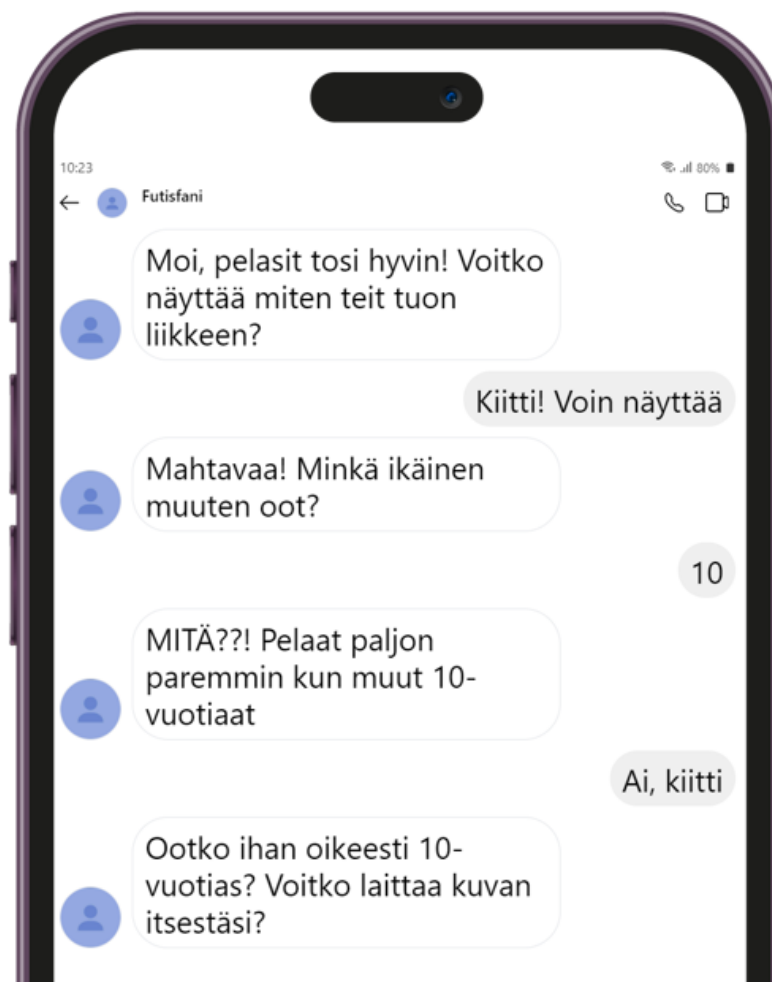 10:23
80%
Futisfani
Moi, pelasit tosi hyvin! Voitko
näyttää miten teit tuon
liikkeen?
Kiitti! Voin näyttää
Mahtavaa! Minkä ikäinen
muuten oot?
10
MITÄ??! Pelaat paljon
paremmin kun muut 10-
vuotiaat
Ai, kiitti
Ootko ihan oikeesti 10-
vuotias? Voitko laittaa kuvan
itsestäsi?